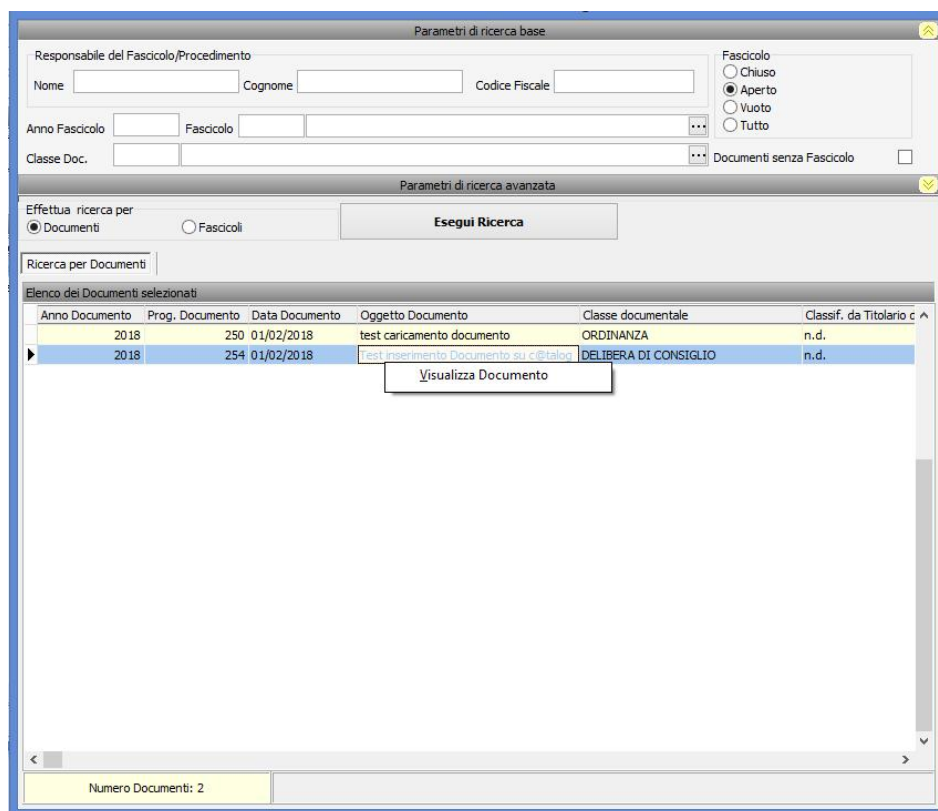 Parametri di ricerca base
Responsabile del Fascicolo/Procedimento
Nome Cognome Codice Fiscale
Fascicolo
Chiuso
Aperto
Vuoto
Tutto
Anno Fascicolo Fascicolo ...
Classe Doc. ... Documenti senza Fascicolo
Parametri di ricerca avanzata
Effettua ricerca per
Documenti Fascicoli
Esegui Ricerca
Ricerca per Documenti
Elenco dei Documenti selezionati
Anno Documento Prog. Documento Data Documento Oggetto Documento Classe documentale Classif. da Titolario d
2018 250 01/02/2018 test caricamento documento ORDINANZA n.d.
2018 254 01/02/2018 Test inserimento Documento su c@talog DELIBERA DI CONSIGLIO n.d.
Visualizza Documento
Numero Documenti: 2